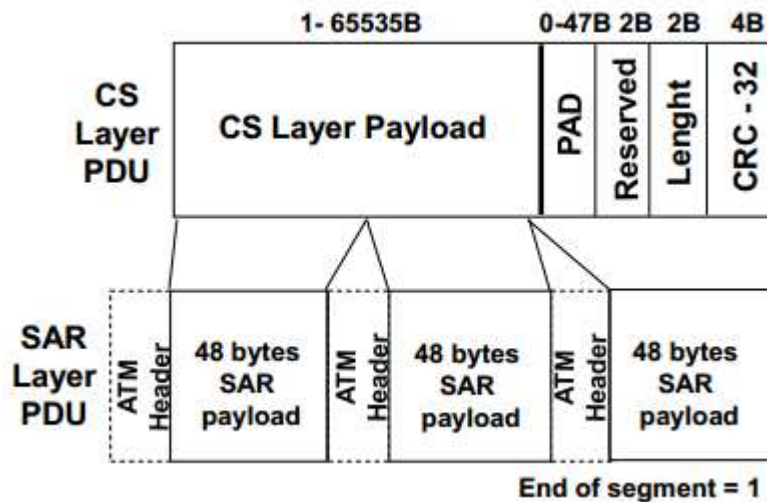 1- 65535B 0-47B 2B 2B 4B
CS
Layer
PDU
CS Layer Payload
PAD
Reserved
Lenght
CRC - 32
SAR
Layer
PDU
ATM
Header
48 bytes
SAR
payload
ATM
Header
48 bytes
SAR
payload
ATM
Header
48 bytes
SAR
payload
End of segment = 1